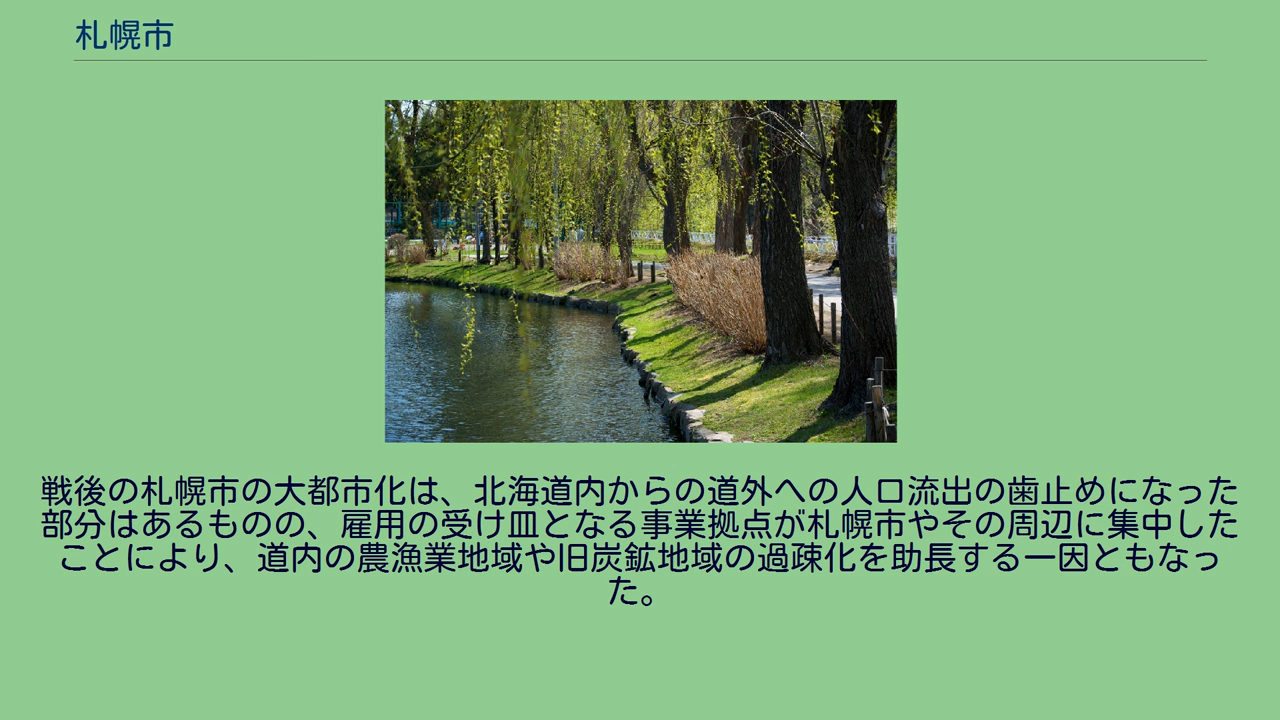 札幌市
戦後の札幌市の大都市化は、北海道内からの道外への人口流出の歯止めになった
部分はあるものの、雇用の受け皿となる事業拠点が札幌市やその周辺に集中した
ことにより、道内の農漁業地域や旧炭鉱地域の過疎化を助長する一因ともなっ
た。